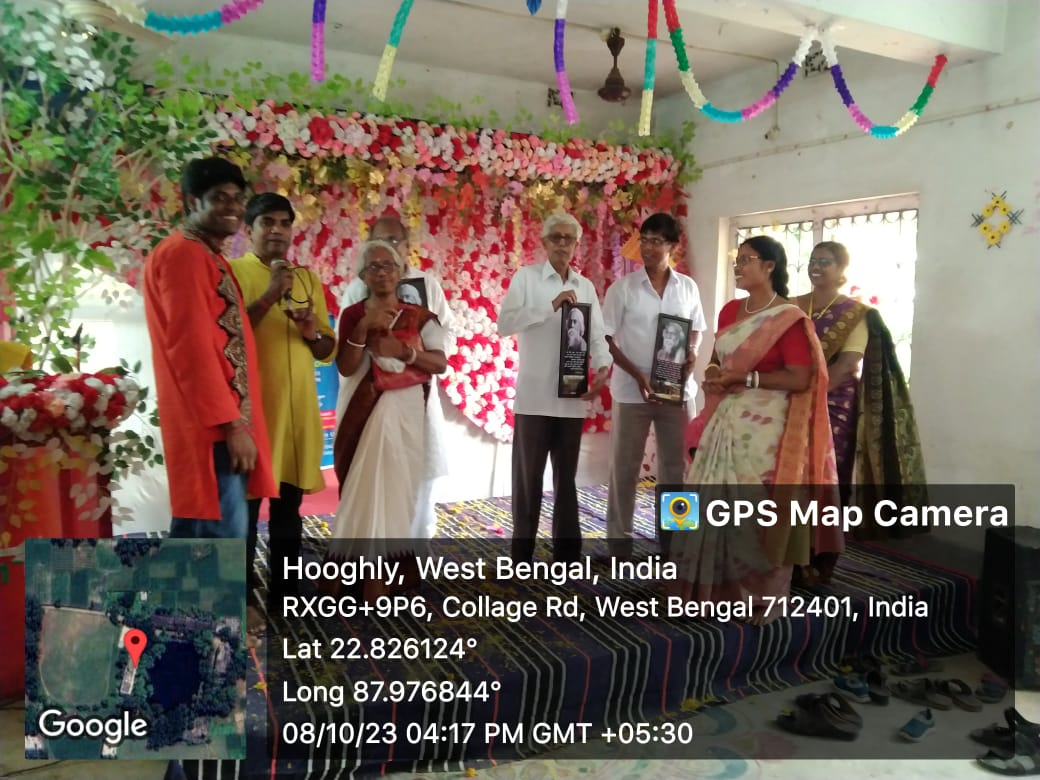 GPS Map Camera
Hooghly, West Bengal, India
RXGG+9P6, Collage Rd, West Bengal 712401, India
Lat 22.826124°
Long 87.976844°
08/10/23 04:17 PM GMT +05:30
Google